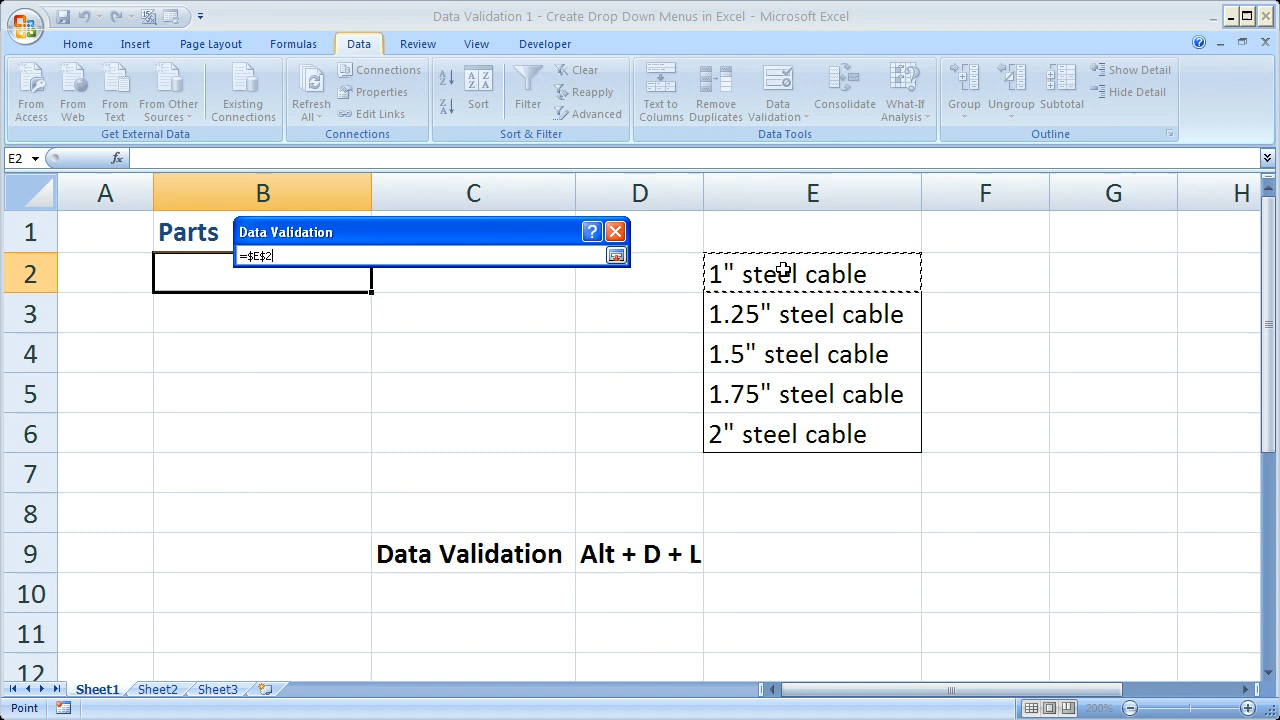 Data Validation 1 - Create Drop Down Menus in Excel - Microsoft Excel
Home Insert Page Layout Formulas Data Review View Developer
From Access
From Web
From Text
From Other Sources
Existing Connections
Get External Data
Refresh All
Connections
Properties
Edit Links
Connections
Sort
Filter
Clear
Reapply
Advanced
Sort & Filter
Text to Columns
Remove Duplicates
Data Validation
Consolidate
What-If Analysis
Data Tools
Group
Ungroup
Subtotal
Show Detail
Hide Detail
Outline
E2 fx
A B C D E F G H
1 Parts
Data Validation
=$E$2
2 1" steel cable
3 1.25" steel cable
4 1.5" steel cable
5 1.75" steel cable
6 2" steel cable
7
8
9 Data Validation Alt + D + L
10
11
12
Sheet1 Sheet2 Sheet3
Point 200%